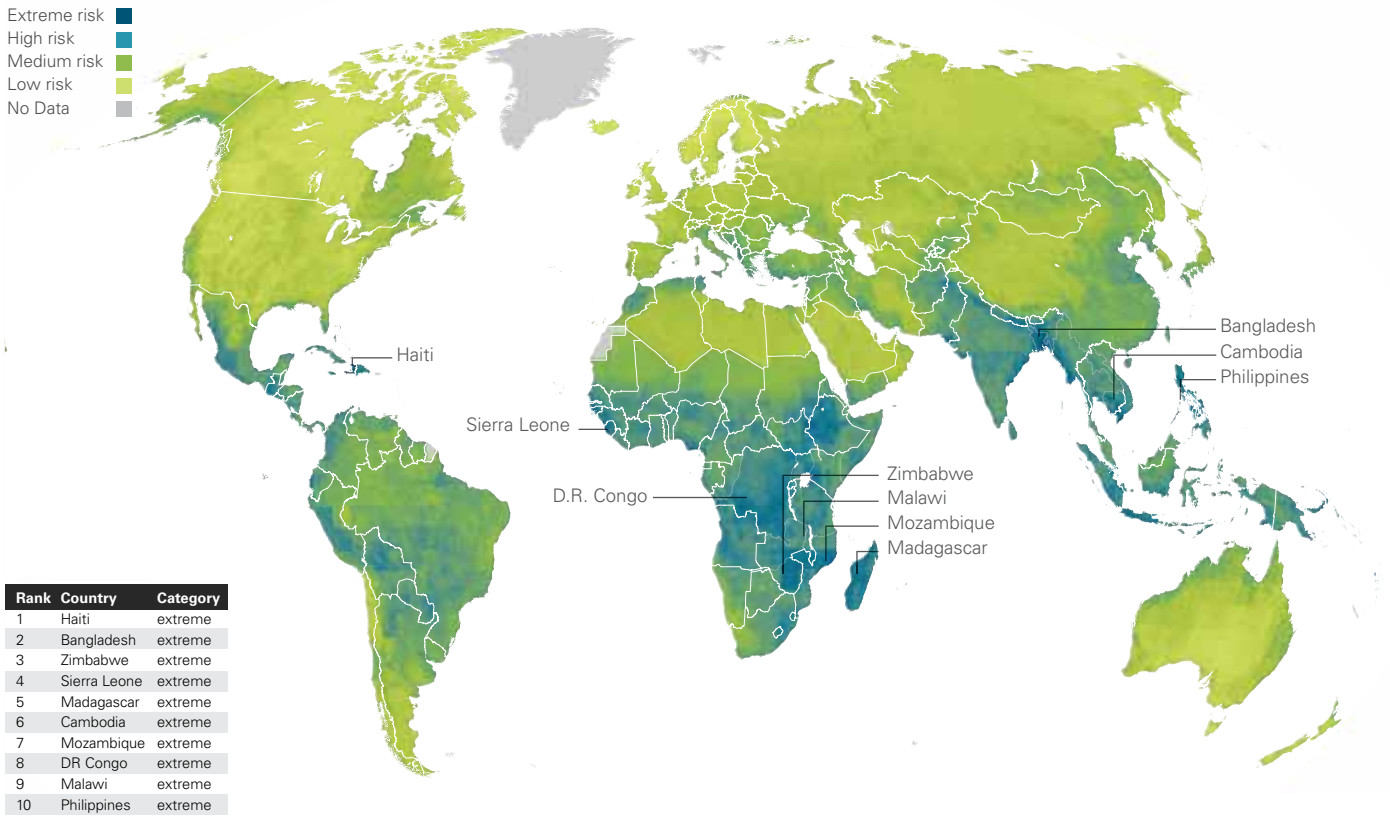 Extreme risk
High risk
Medium risk
Low risk
No Data
Bangladesh
Cambodia
Philippines
Haiti
Sierra Leone
Zimbabwe
D.R. Congo
Malawi
Mozambique
Madagascar
Rank Country Category
1 Haiti extreme
2 Bangladesh extreme
3 Zimbabwe extreme
4 Sierra Leone extreme
5 Madagascar extreme
6 Cambodia extreme
7 Mozambique extreme
8 DR Congo extreme
9 Malawi extreme
10 Philippines extreme